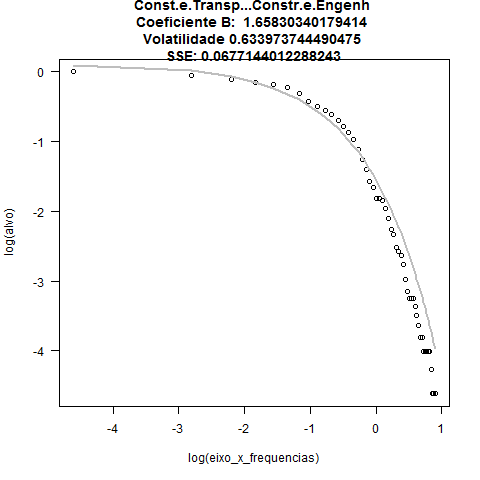 Const.e.Transp...Constr.e.Engenh
Coeficiente B:  1.65830340179414
Volatilidade 0.633973744490475
SSE: 0.0677144012288243
0
-1
-2
-3
-4
log(alvo)
-4 -3 -2 -1 0 1
log(eixo_x_frequencias)